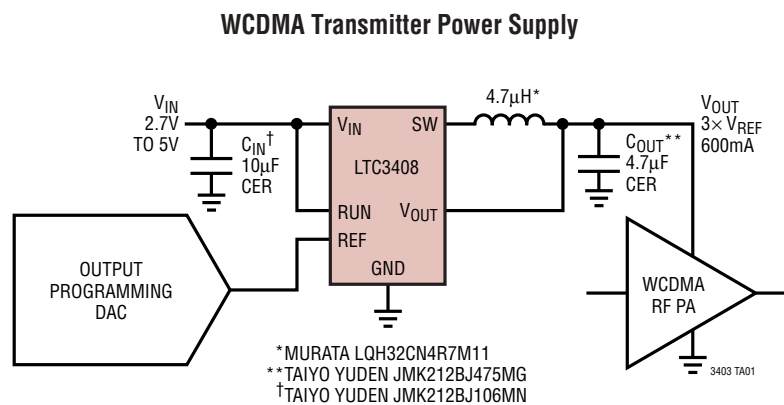 WCDMA Transmitter Power Supply
VIN
2.7V
TO 5V
CIN†
10µF
CER
VIN
SW
LTC3408
RUN
VOUT
REF
GND
4.7µH*
COUT**
4.7µF
CER
VOUT
3× VREF
600mA
OUTPUT
PROGRAMMING
DAC
WCDMA
RF PA
3403 TA01
*MURATA LQH32CN4R7M11
**TAIYO YUDEN JMK212BJ475MG
†TAIYO YUDEN JMK212BJ106MN